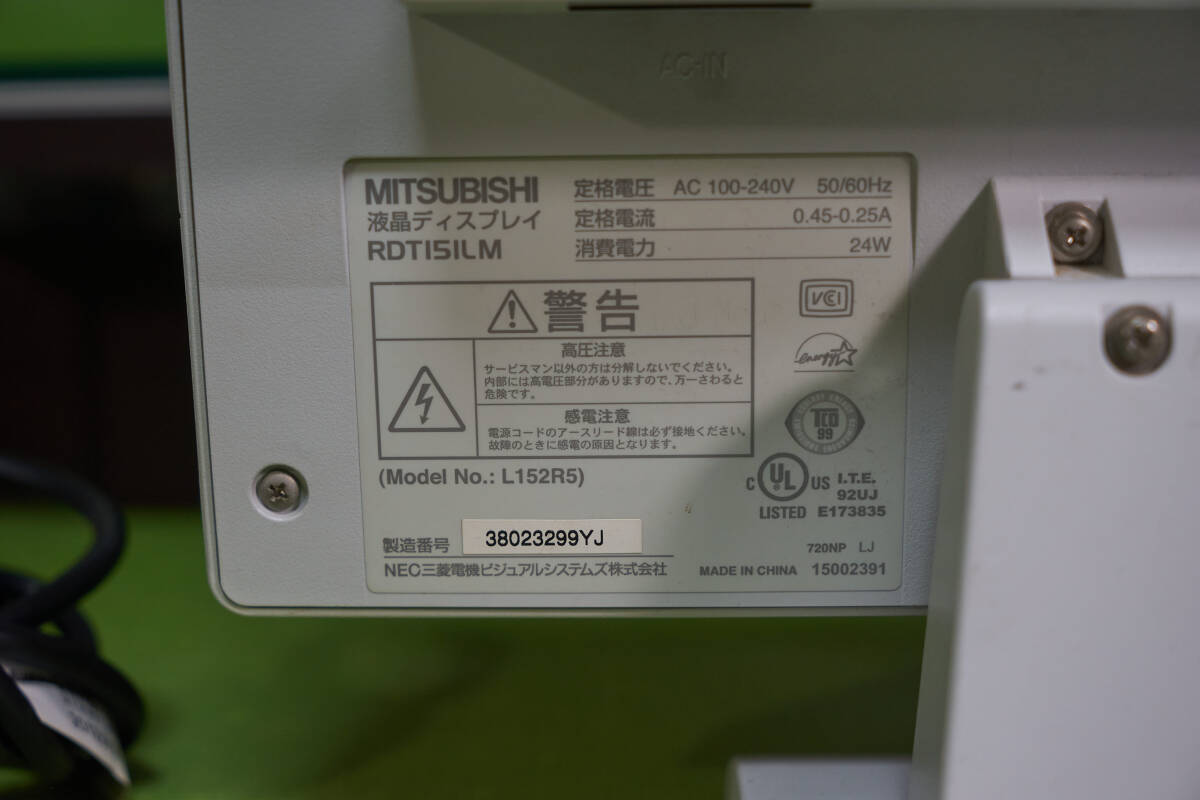 AC-IN
MITSUBISHI
液晶ディスプレイ
RDT151LM
定格電圧 AC 100-240V 50/60Hz
定格電流 0.45-0.25A
消費電力 24W
警告
高圧注意
サービスマン以外の方は分解しないでください。
内部には高電圧部分がありますので、万一さわると
危険です。
感電注意
電源コードのアースリード線は必ず接地ください。
故障のときに感電の原因となります。
(Model No.: L152R5)
VCCI
energy
TCO
99
C UL US I.T.E.
92UJ
LISTED E173835
製造番号 38023299YJ
720NP LJ
NEC三菱電機ビジュアルシステムズ株式会社 MADE IN CHINA 15002391